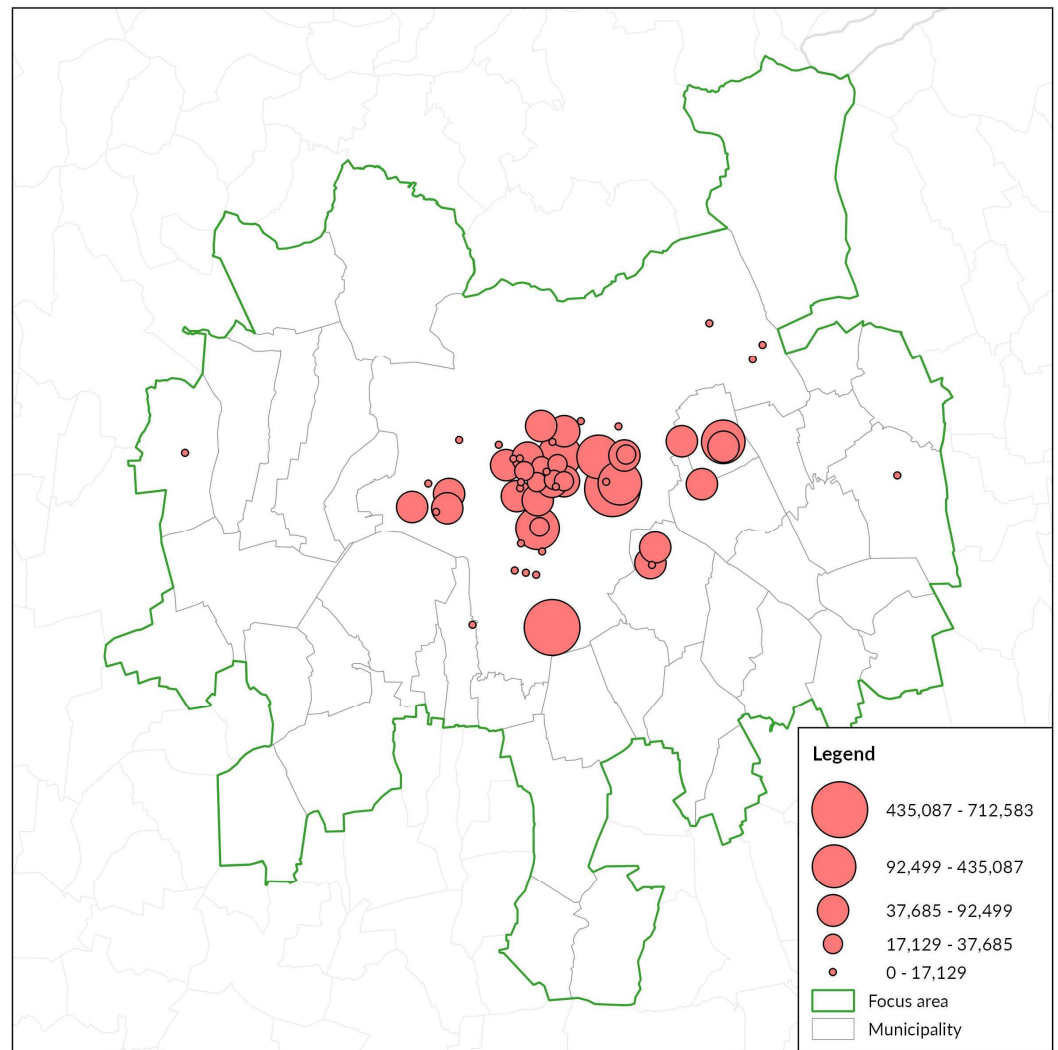 Legend
435,087 - 712,583
92,499 - 435,087
37,685 - 92,499
17,129 - 37,685
0 - 17,129
Focus area
Municipality